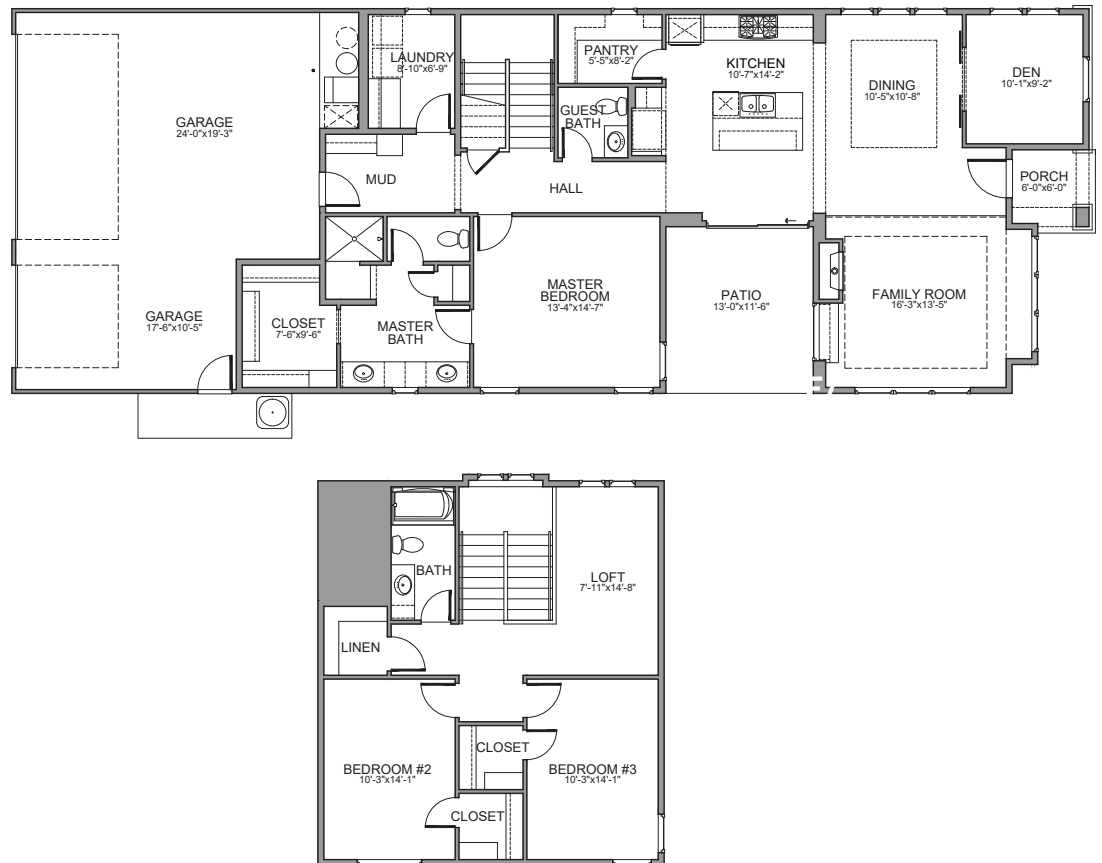 GARAGE
24'-0"x19'-3"
LAUNDRY
8'-10"x6'-9"
PANTRY
5'-5"x8'-2"
KITCHEN
10'-7"x14'-2"
DINING
10'-5"x10'-8"
DEN
10'-1"x9'-2"
GUEST
BATH
MUD
HALL
PORCH
6'-0"x6'-0"
MASTER
BEDROOM
13'-4"x14'-7"
PATIO
13'-0"x11'-6"
FAMILY ROOM
16'-3"x13'-5"
GARAGE
17'-6"x10'-5"
CLOSET
7'-6"x9'-6"
MASTER
BATH
BATH
LOFT
7'-11"x14'-8"
LINEN
CLOSET
BEDROOM #2
10'-3"x14'-1"
BEDROOM #3
10'-3"x14'-1"
CLOSET